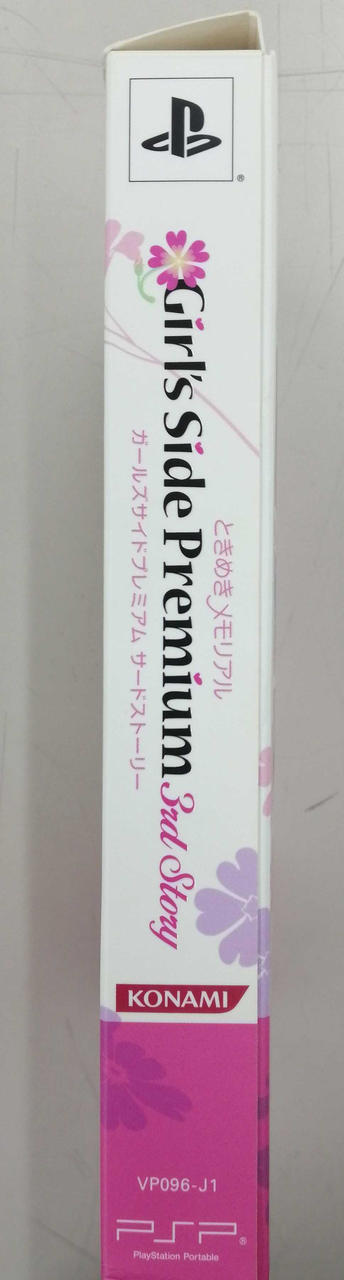 ®
ときめきメモリアル
Girl's Side Premium 3rd Story
ガールズサイドプレミアム サードストーリー
KONAMI
VP096-J1
PSP®
PlayStation Portable